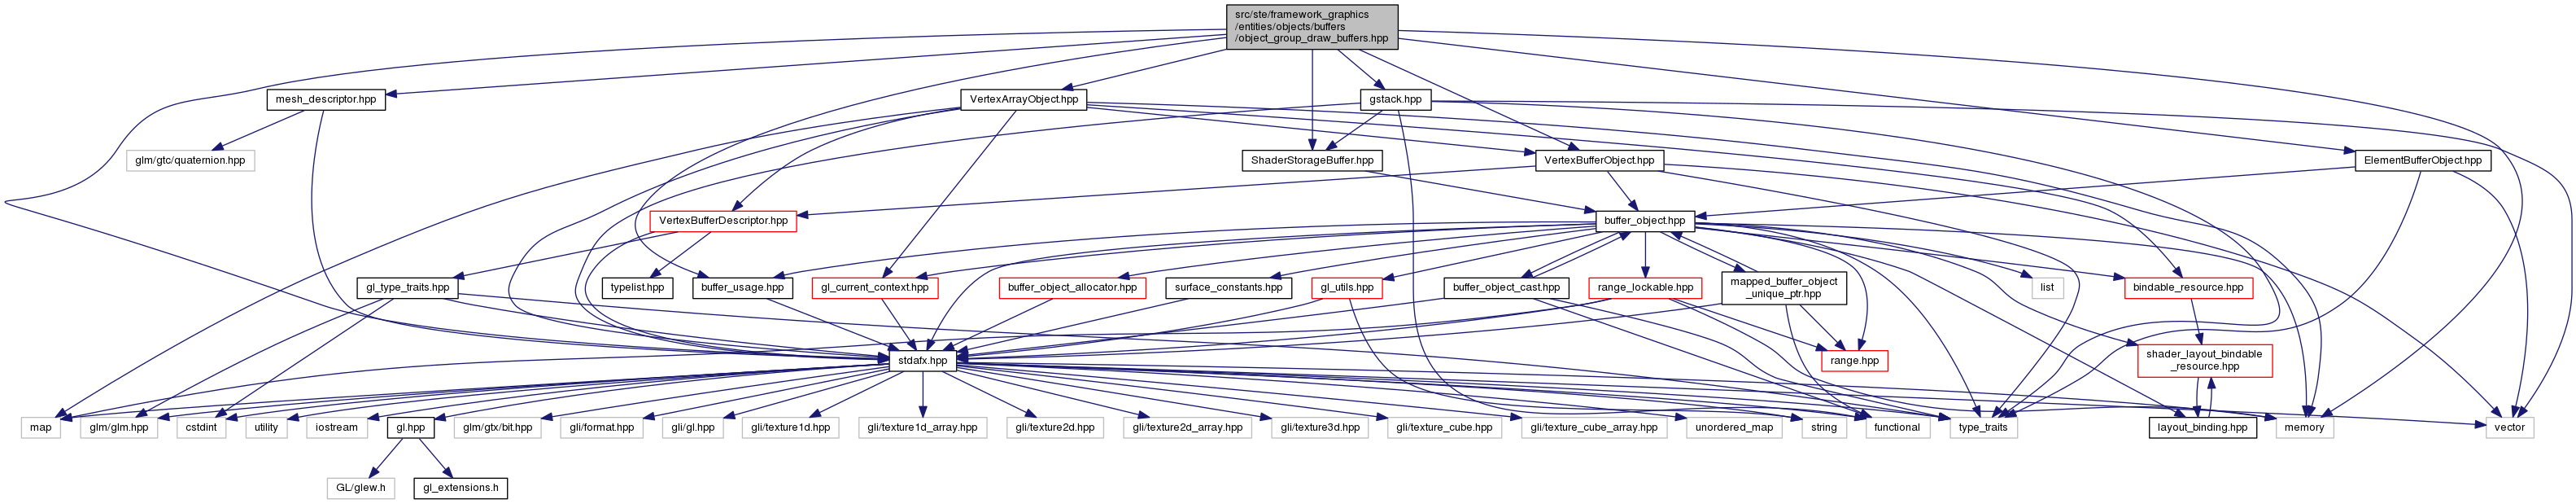 src/ste/framework_graphics
/entities/objects/buffers
/object_group_draw_buffers.hpp
mesh_descriptor.hpp
VertexArrayObject.hpp
gstack.hpp
glm/gtc/quaternion.hpp
ShaderStorageBuffer.hpp
VertexBufferObject.hpp
ElementBufferObject.hpp
VertexBufferDescriptor.hpp
buffer_object.hpp
gl_type_traits.hpp
typelist.hpp
buffer_usage.hpp
gl_current_context.hpp
buffer_object_allocator.hpp
surface_constants.hpp
gl_utils.hpp
buffer_object_cast.hpp
range_lockable.hpp
mapped_buffer_object
_unique_ptr.hpp
list
bindable_resource.hpp
stdafx.hpp
range.hpp
shader_layout_bindable
_resource.hpp
map
glm/glm.hpp
cstdint
utility
iostream
gl.hpp
glm/gtx/bit.hpp
gli/format.hpp
gli/gl.hpp
gli/texture1d.hpp
gli/texture1d_array.hpp
gli/texture2d.hpp
gli/texture2d_array.hpp
gli/texture3d.hpp
gli/texture_cube.hpp
gli/texture_cube_array.hpp
unordered_map
string
functional
type_traits
layout_binding.hpp
memory
vector
GL/glew.h
gl_extensions.h